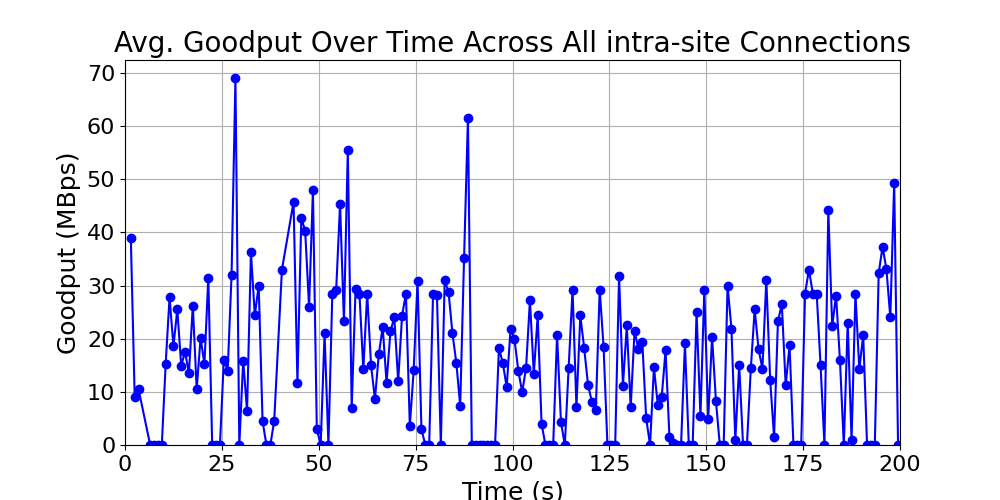 Avg. Goodput Over Time Across All intra-site Connections
Goodput (MBps)
70
60
50
40
30
20
10
0
0 25 50 75 100 125 150 175 200
Time (s)